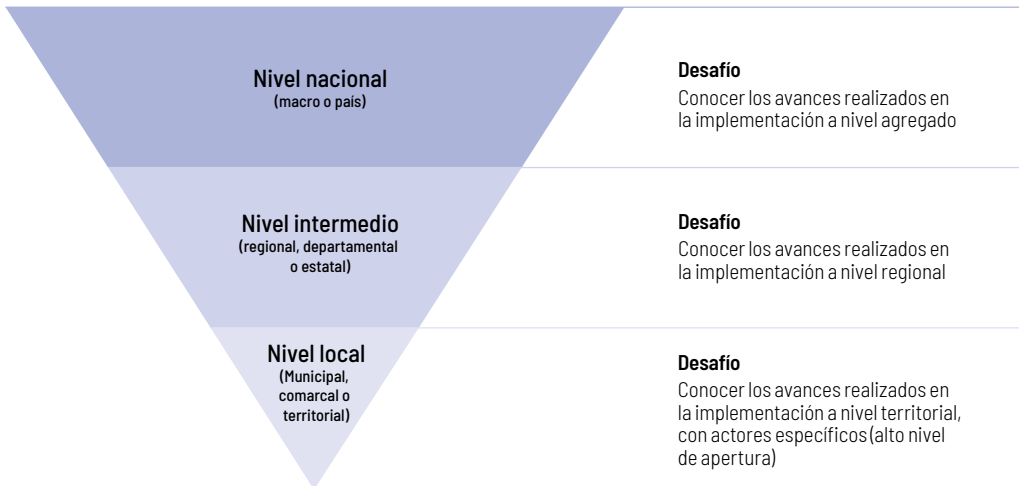 Nivel nacional
(macro o país)
Desafío
Conocer los avances realizados en
la implementación a nivel agregado
Nivel intermedio
(regional, departamental
o estatal)
Desafío
Conocer los avances realizados en
la implementación a nivel regional
Nivel local
(Municipal,
comarcal o
territorial)
Desafío
Conocer los avances realizados en
la implementación a nivel territorial,
con actores específicos (alto nivel
de apertura)